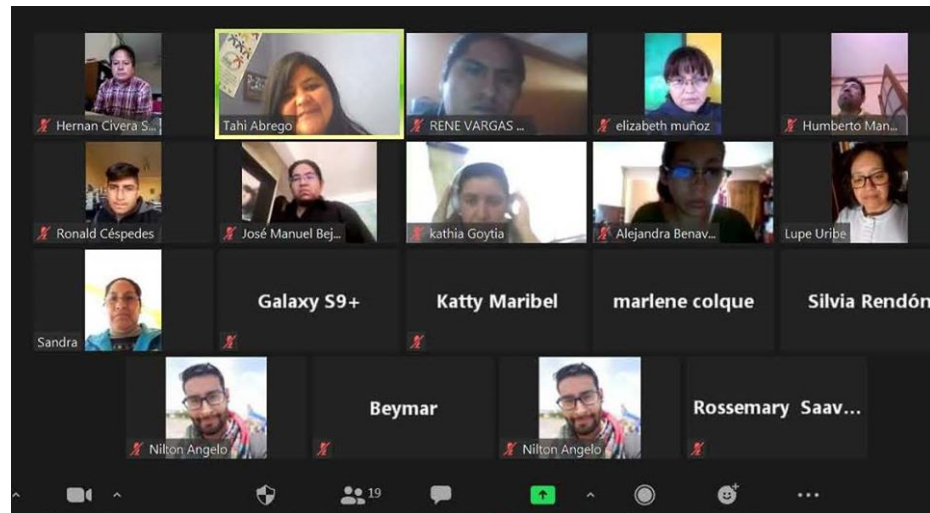 Hernan Civera S...
Tahi Abrego
RENE VARGAS ...
elizabeth muñoz
Humberto Man...
Ronald Céspedes
José Manuel Bej...
kathia Goytia
Alejandra Benav...
Lupe Uribe
Sandra
Galaxy S9+
Katty Maribel
marlene colque
Silvia Rendón
Nilton Angelo
Beymar
Nilton Angelo
Rossemary Saav...
19